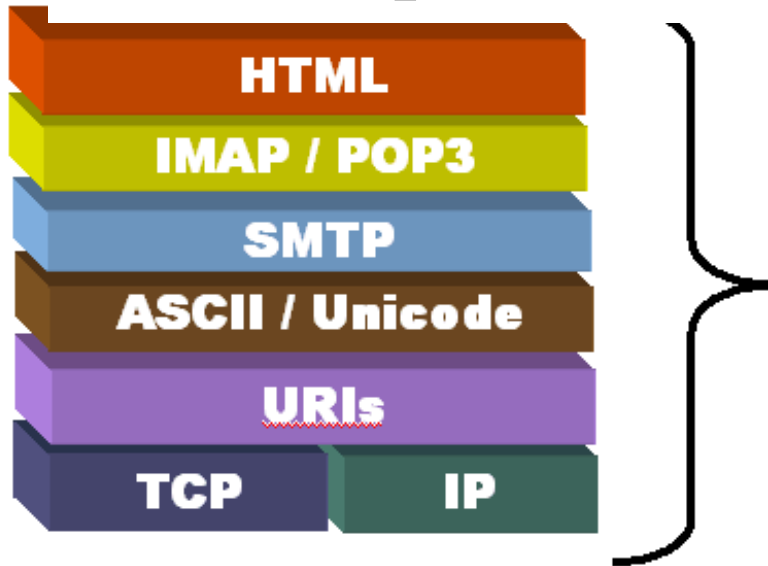 HTML
IMAP / POP3
SMTP
ASCII / Unicode
URIs
TCP IP